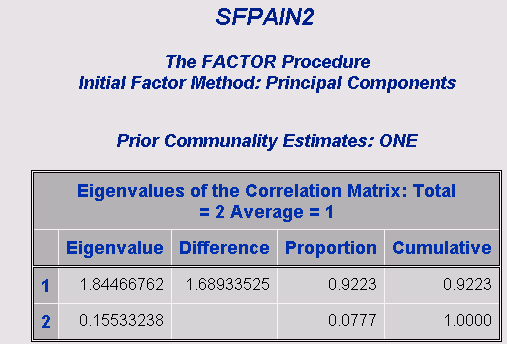 SFPAIN2
The FACTOR Procedure
Initial Factor Method: Principal Components
Prior Communality Estimates: ONE
Eigenvalues of the Correlation Matrix: Total
= 2 Average = 1
Eigenvalue Difference Proportion Cumulative
1 1.84466762 1.68933525 0.9223 0.9223
2 0.15533238 0.0777 1.0000